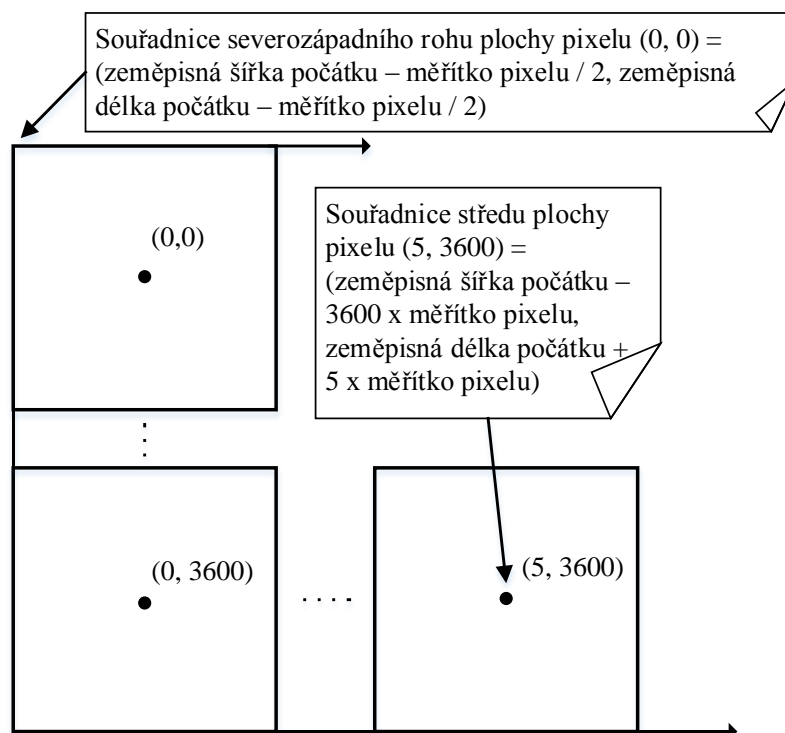 Souřadnice severozápadního rohu plochy pixelu (0, 0) =
(zeměpisná šířka počátku – měřítko pixelu / 2, zeměpisná
délka počátku – měřítko pixelu / 2)
(0,0)
Souřadnice středu plochy
pixelu (5, 3600) =
(zeměpisná šířka počátku –
3600 x měřítko pixelu,
zeměpisná délka počátku +
5 x měřítko pixelu)
(0, 3600)
(5, 3600)